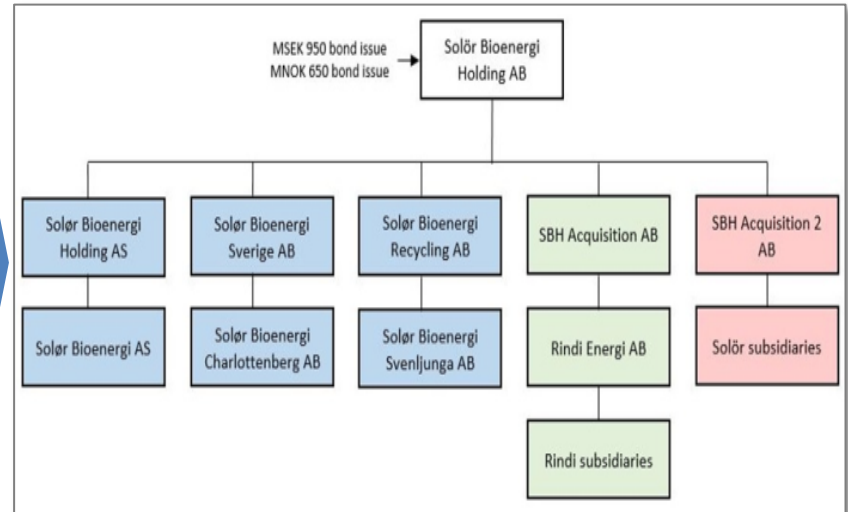 MSEK 950 bond issue
MNOK 650 bond issue
Solör Bioenergi
Holding AB
Solør Bioenergi
Holding AS
Solør Bioenergi
Sverige AB
Solør Bioenergi
Recycling AB
SBH Acquisition AB
SBH Acquisition 2
AB
Solør Bioenergi AS
Solør Bioenergi
Charlottenberg AB
Solør Bioenergi
Svenljunga AB
Rindi Energi AB
Solör subsidiaries
Rindi subsidiaries